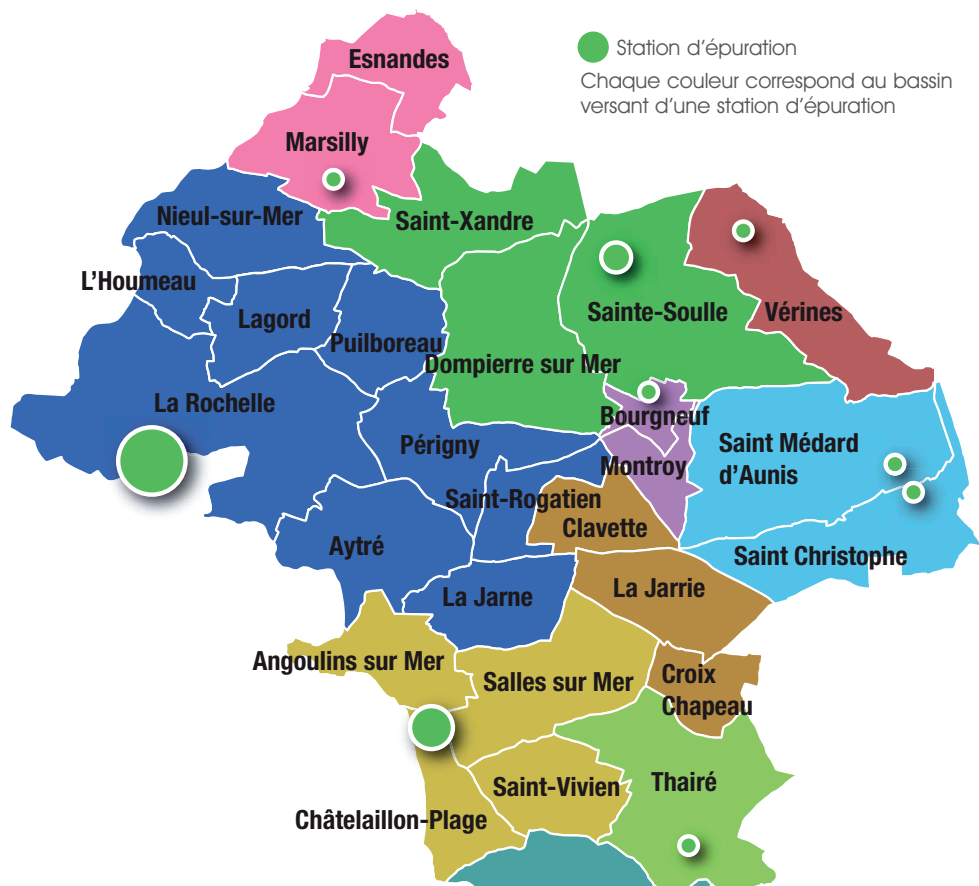 Esnandes
Station d'épuration
Chaque couleur correspond au bassin
versant d'une station d'épuration
Marsilly
Nieul-sur-Mer
Saint-Xandre
L'Houmeau
Lagord
Puilboreau
Dompierre sur Mer
Sainte-Soulle
Vérines
La Rochelle
Périgny
Bourgneuf
Montroy
Saint Médard
d'Aunis
Saint-Rogatien
Clavette
Aytré
Saint Christophe
La Jarne
La Jarrie
Angoulins sur Mer
Salles sur Mer
Croix
Chapeau
Saint-Vivien
Thairé
Châtelaillon-Plage